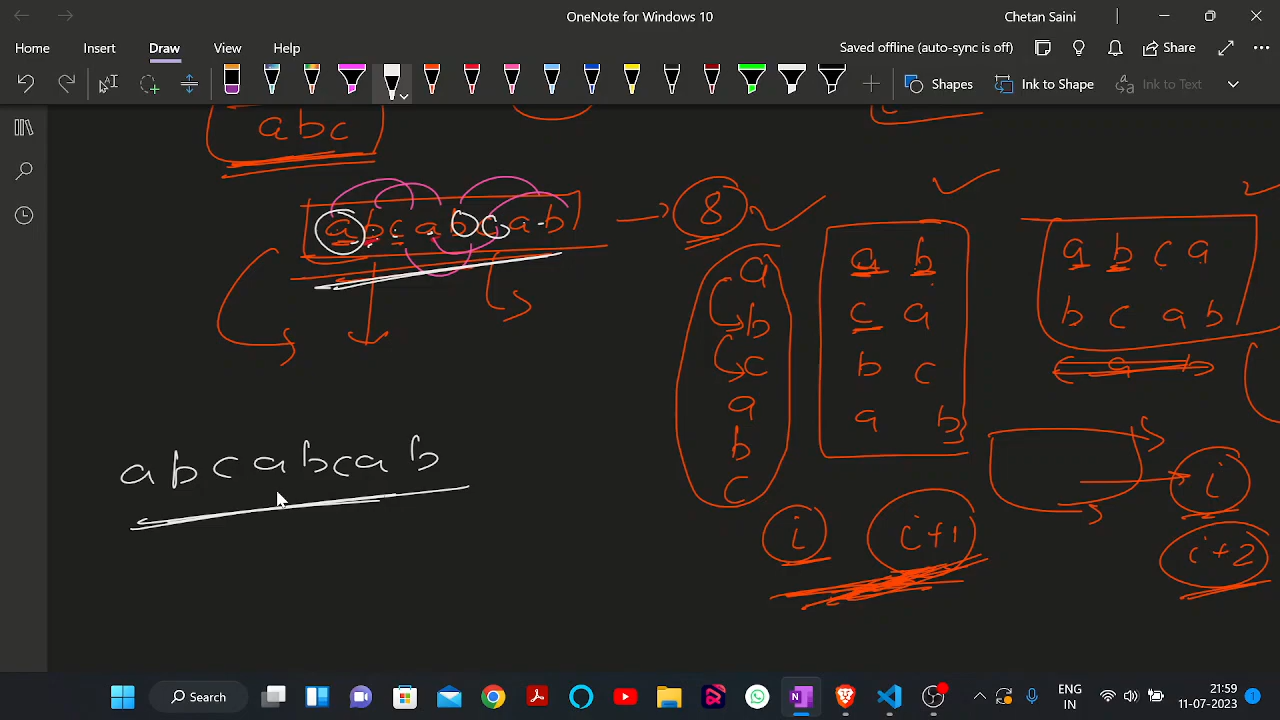 OneNote for Windows 10
Chetan Saini
Home Insert Draw View Help
Saved offline (auto-sync is off)
Share
Shapes
Ink to Shape
Ink to Text
abc
abcabcab
8
a
b
c
a
b
c
a b
c a
b c
a b
a b c a
b c a b
c a b
abcabcab
i
i+1
i
i+2
Search
ENG
IN
21:59
11-07-2023
1